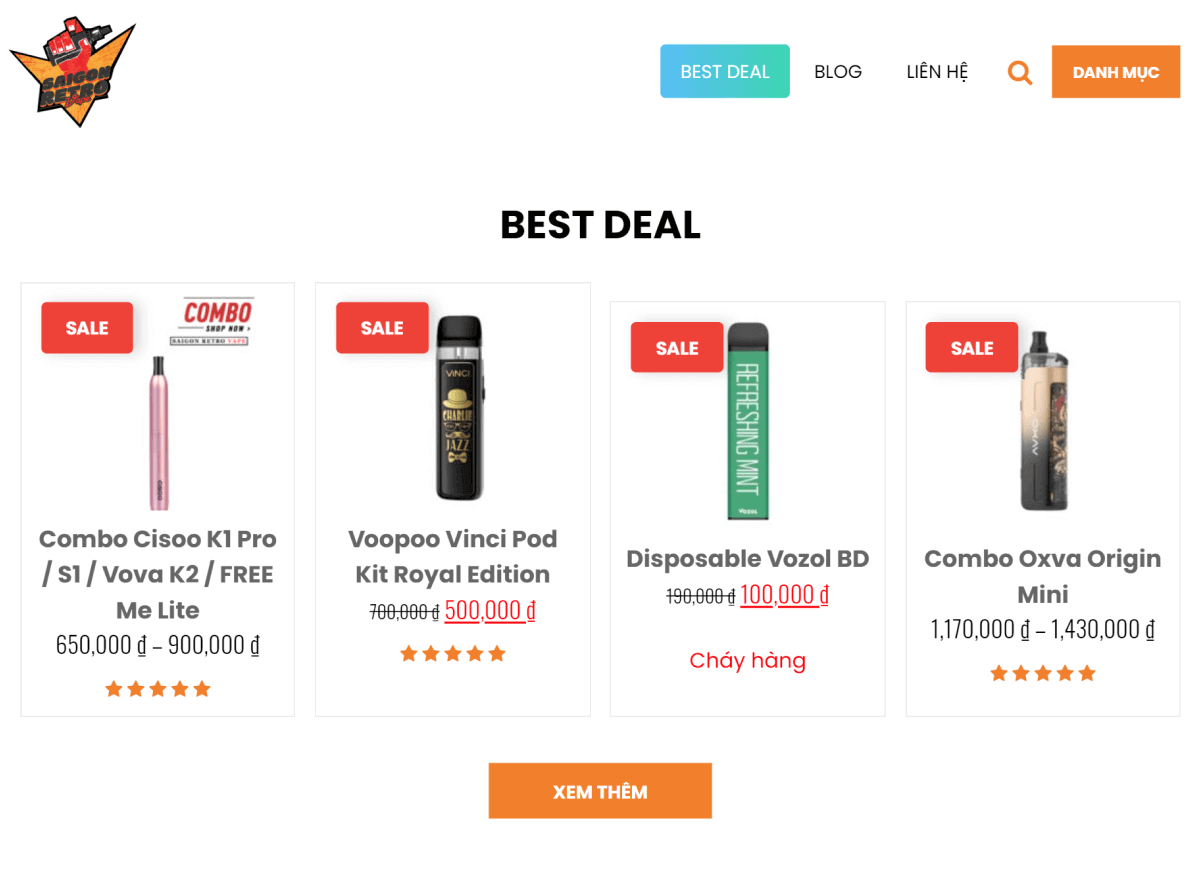 SAIGON
RETRO
BEST DEAL
BLOG
LIÊN HỆ
DANH MỤC
BEST DEAL
SALE
COMBO
SHOP NOW ›
SAIGON RETRO VAPE
CISOO
Combo Cisoo K1 Pro
/ S1 / Vova K2 / FREE
Me Lite
650,000 ₫ – 900,000 ₫
SALE
VINCI
CHARLIE
JAZZ
Voopoo Vinci Pod
Kit Royal Edition
700,000 ₫ 500,000 ₫
SALE
REFRESHING MINT
VOZOL
Disposable Vozol BD
190,000 ₫ 100,000 ₫
Cháy hàng
SALE
OXVA
Combo Oxva Origin
Mini
1,170,000 ₫ – 1,430,000 ₫
XEM THÊM